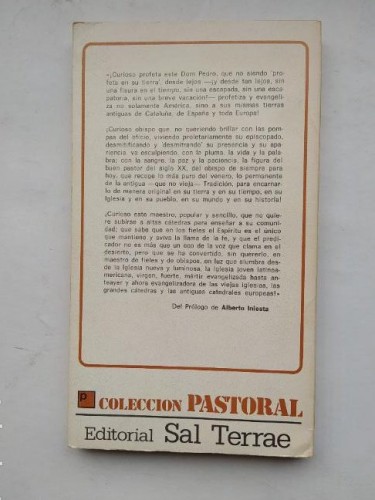 «¡Curioso profeta este Dom Pedro, que no siendo 'pro-
feta en su tierra', desde lejos —¡y desde tan lejos, sin
una fisura en el tiempo, sin una escapada, sin una esca-
patoria, sin una breve vacación!— profetiza y evangeli-
za no solamente América, sino a sus mismas tierras
antiguas de Cataluña, de España y toda Europa!
¡Curioso obispo que, no queriendo brillar con las pom-
pas del oficio, viviendo proletariamente su episcopado,
desmitificando y 'desmitrando' su presencia y su apa-
riencia, va esculpiendo, con la pluma, la vida y la pala-
bra; con la sangre, la paz y la paciencia, la figura del
buen pastor del siglo XX, del obispo de siempre para
hoy, que recoge lo más puro del venero, lo permanente
de la antigua —que no vieja— Tradición, para encarnar-
lo de manera original en su tierra y en su tiempo, en su
Iglesia y en su pueblo, en su mundo y en su historia!
¡Curioso este maestro, popular y sencillo, que no quie-
re subirse a altas cátedras para enseñar a su comuni-
dad; que sabe que en los fieles el Espíritu es el único
que mantiene y aviva la llama de la fe, y que el predi-
cador no es más que un eco de la voz que clama en el
desierto, pero que se ha convertido, sin quererlo, en
maestro de fieles y de obispos, en luz que alumbra des-
de la Iglesia nueva y luminosa, la Iglesia joven latino-
americana, virgen, fuerte, mártir evangelizada hasta an-
teayer y ahora evangelizadora de las viejas iglesias, las
grandes cátedras y las antiguas catedrales europeas!»
Del Prólogo de Alberto Iniesta
p COLECCION PASTORAL
Editorial Sal Terrae